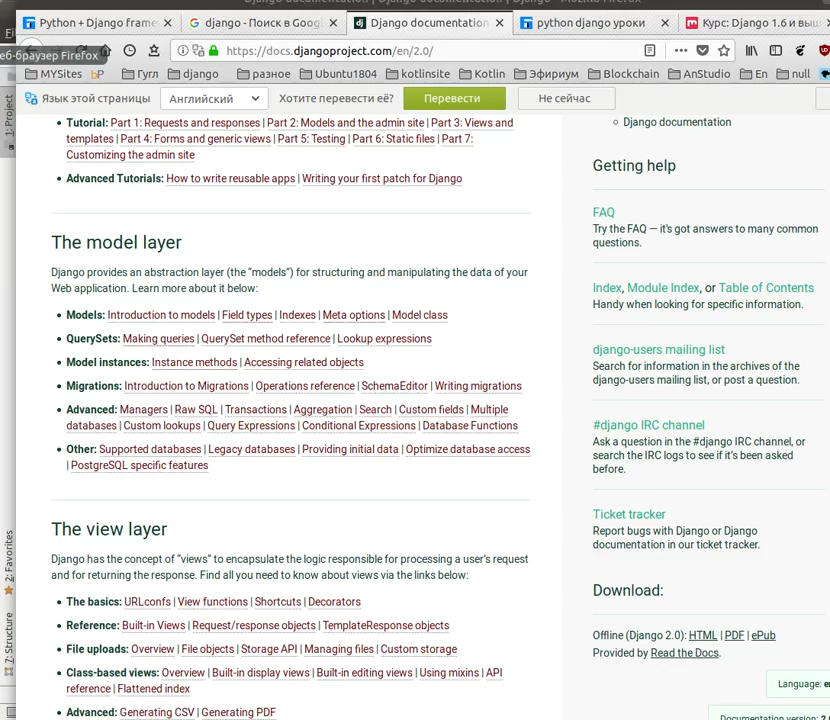 Django documentation | Django documentation | Django - Mozilla Firefox
Python + Django frame
django - Поиск в Goog
Django documentation
python django уроки
Курс: Django 1.6 и выш
еб-браузер Firefox
https://docs.djangoproject.com/en/2.0/
MYSites
Гугл
django
разное
Ubuntu1804
kotlinsite
Kotlin
Эфириум
Blockchain
AnStudio
En
null
Язык этой страницы
Английский
Хотите перевести её?
Перевести
Не сейчас
1: Project
2: Favorites
7: Structure
Tutorial: Part 1: Requests and responses | Part 2: Models and the admin site | Part 3: Views and
templates | Part 4: Forms and generic views | Part 5: Testing | Part 6: Static files | Part 7:
Customizing the admin site
Advanced Tutorials: How to write reusable apps | Writing your first patch for Django
The model layer
Django provides an abstraction layer (the “models”) for structuring and manipulating the data of your
Web application. Learn more about it below:
Models: Introduction to models | Field types | Indexes | Meta options | Model class
QuerySets: Making queries | QuerySet method reference | Lookup expressions
Model instances: Instance methods | Accessing related objects
Migrations: Introduction to Migrations | Operations reference | SchemaEditor | Writing migrations
Advanced: Managers | Raw SQL | Transactions | Aggregation | Search | Custom fields | Multiple
databases | Custom lookups | Query Expressions | Conditional Expressions | Database Functions
Other: Supported databases | Legacy databases | Providing initial data | Optimize database access
| PostgreSQL specific features
The view layer
Django has the concept of “views” to encapsulate the logic responsible for processing a user’s request
and for returning the response. Find all you need to know about views via the links below:
The basics: URLconfs | View functions | Shortcuts | Decorators
Reference: Built-in Views | Request/response objects | TemplateResponse objects
File uploads: Overview | File objects | Storage API | Managing files | Custom storage
Class-based views: Overview | Built-in display views | Built-in editing views | Using mixins | API
reference | Flattened index
Advanced: Generating CSV | Generating PDF
Django documentation
Getting help
FAQ
Try the FAQ — it's got answers to many common
questions.
Index, Module Index, or Table of Contents
Handy when looking for specific information.
django-users mailing list
Search for information in the archives of the
django-users mailing list, or post a question.
#django IRC channel
Ask a question in the #django IRC channel, or
search the IRC logs to see if it’s been asked
before.
Ticket tracker
Report bugs with Django or Django
documentation in our ticket tracker.
Download:
Offline (Django 2.0): HTML | PDF | ePub
Provided by Read the Docs.
Language: en
Documentation version: 2